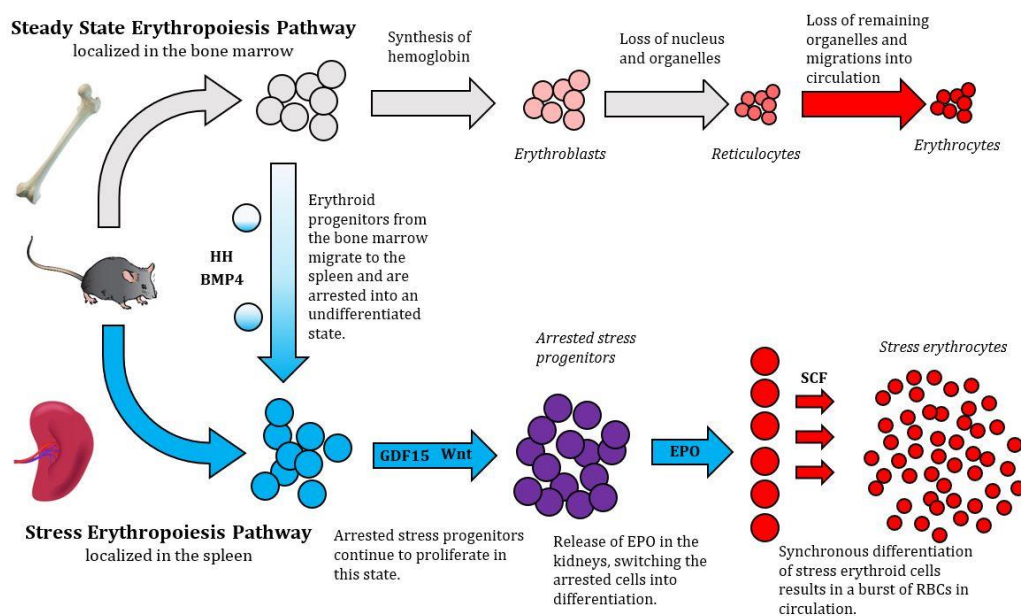 Steady State Erythropoiesis Pathway
localized in the bone marrow
Synthesis of
hemoglobin
Loss of nucleus
and organelles
Loss of remaining
organelles and
migrations into
circulation
Erythroblasts
Reticulocytes
Erythrocytes
HH
BMP4
Erythroid
progenitors from
the bone marrow
migrate to the
spleen and are
arrested into an
undifferentiated
state.
Arrested stress
progenitors
Stress erythrocytes
SCF
GDF15 Wnt
EPO
Stress Erythropoiesis Pathway
localized in the spleen
Arrested stress progenitors
continue to proliferate in
this state.
Release of EPO in the
kidneys, switching the
arrested cells into
differentiation.
Synchronous differentiation
of stress erythroid cells
results in a burst of RBCs in
circulation.